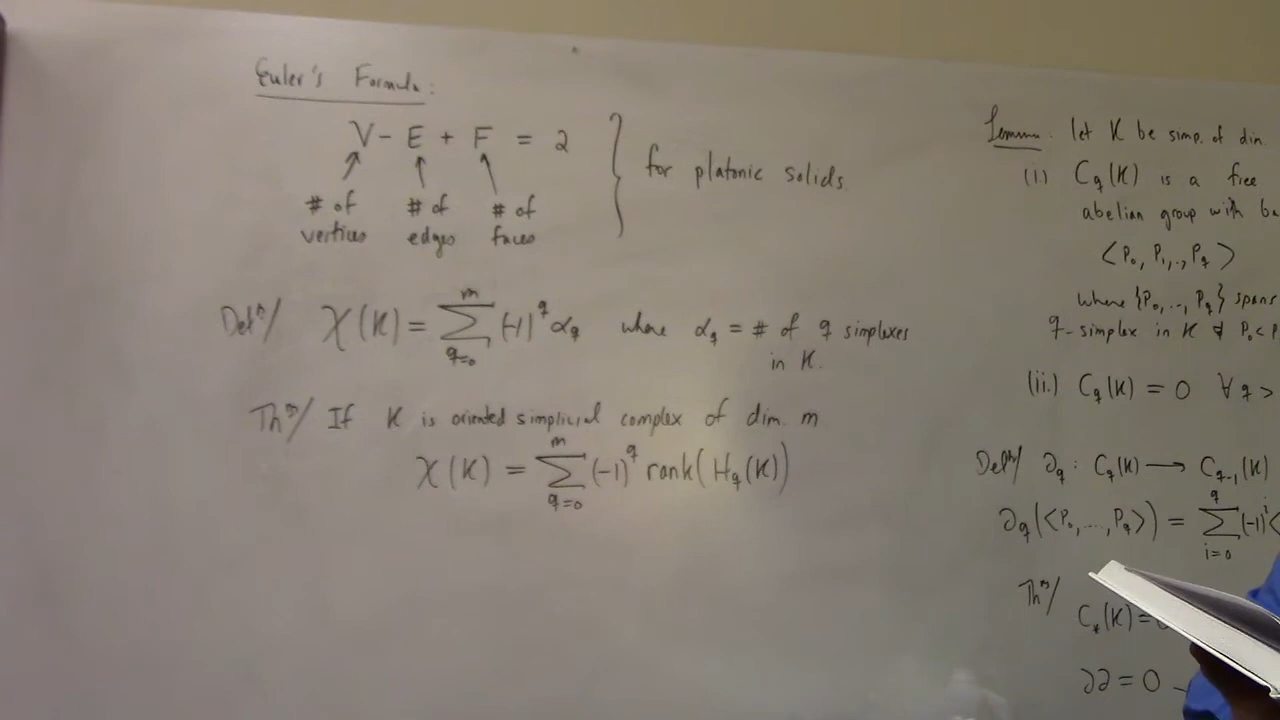 Euler's Formula:
V - E + F = 2 } for platonic solids
# of vertices
# of edges
# of faces
Defⁿ/ χ(K) = ∑_{q=0}^{m} (-1)^q α_q where α_q = # of q simplexes
in K.
Thᵐ/ If K is oriented simplicial complex of dim. m
χ(K) = ∑_{q=0}^{m} (-1)^q rank(H_q(K))
Lemma: let K be simp. of dim.
(i.) C_q(K) is a free
abelian group with
<P_0, P_1, .., P_q>
where {P_0, .., P_q} spans
q-simplex in K & P_0 < P
(ii.) C_q(K) = 0 ∀ q >
Defⁿ/ ∂_q : C_q(K) → C_{q-1}(K)
∂_q(<P_0, ..., P_q>) = ∑_{i=0}^{q} (-1)^i <
Thᵐ/
C_*(K) =
∂∂ = 0